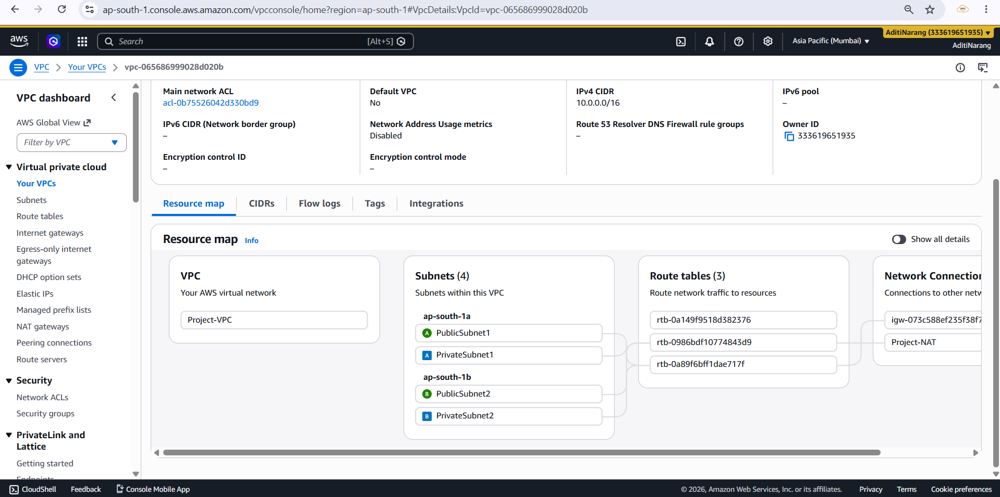 ap-south-1.console.aws.amazon.com/vpcconsole/home?region=ap-south-1#VpcDetails:VpcId=vpc-065686999028d020b
aws
Search
[Alt+S]
Asia Pacific (Mumbai)
AditiNarang (333619651935)
AditiNarang
VPC
Your VPCs
vpc-065686999028d020b
VPC dashboard
AWS Global View
Filter by VPC
Virtual private cloud
Your VPCs
Subnets
Route tables
Internet gateways
Egress-only internet
gateways
DHCP option sets
Elastic IPs
Managed prefix lists
NAT gateways
Peering connections
Route servers
Security
Network ACLs
Security groups
PrivateLink and
Lattice
Getting started
Endpoints
Main network ACL
acl-0b75526042d330bd9
Default VPC
No
IPv4 CIDR
10.0.0.0/16
IPv6 pool
–
IPv6 CIDR (Network border group)
–
Network Address Usage metrics
Disabled
Route 53 Resolver DNS Firewall rule groups
–
Owner ID
333619651935
Encryption control ID
–
Encryption control mode
–
Resource map
CIDRs
Flow logs
Tags
Integrations
Resource map Info
Show all details
VPC
Your AWS virtual network
Project-VPC
Subnets (4)
Subnets within this VPC
ap-south-1a
A PublicSubnet1
A PrivateSubnet1
ap-south-1b
B PublicSubnet2
B PrivateSubnet2
Route tables (3)
Route network traffic to resources
rtb-0a149f9518d382376
rtb-0986bdf10774843d9
rtb-0a89f6bff1dae717f
Network Connection
Connections to other netw
igw-073c588ef235f38f7
Project-NAT
CloudShell
Feedback
Console Mobile App
© 2026, Amazon Web Services, Inc. or its affiliates.
Privacy
Terms
Cookie preferences